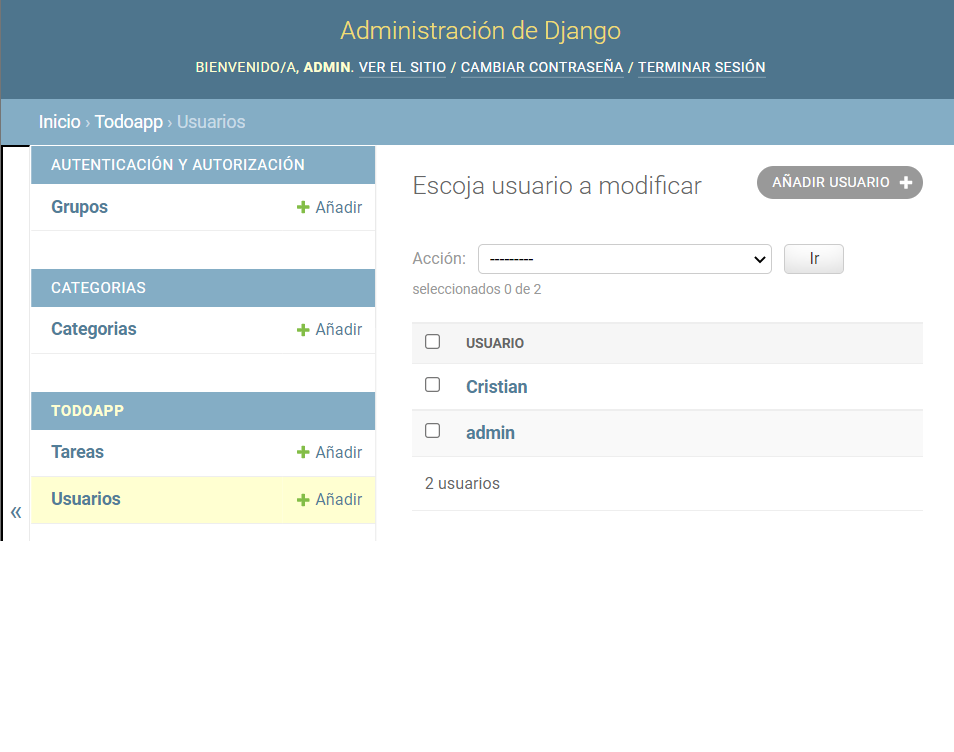 Administración de Django
BIENVENIDO/A, ADMIN. VER EL SITIO / CAMBIAR CONTRASEÑA / TERMINAR SESIÓN
Inicio › Todoapp › Usuarios
AUTENTICACIÓN Y AUTORIZACIÓN
Grupos Añadir
CATEGORIAS
Categorias Añadir
TODOAPP
Tareas Añadir
Usuarios Añadir
«
Escoja usuario a modificar
AÑADIR USUARIO
Acción: --------- Ir
seleccionados 0 de 2
USUARIO
Cristian
admin
2 usuarios